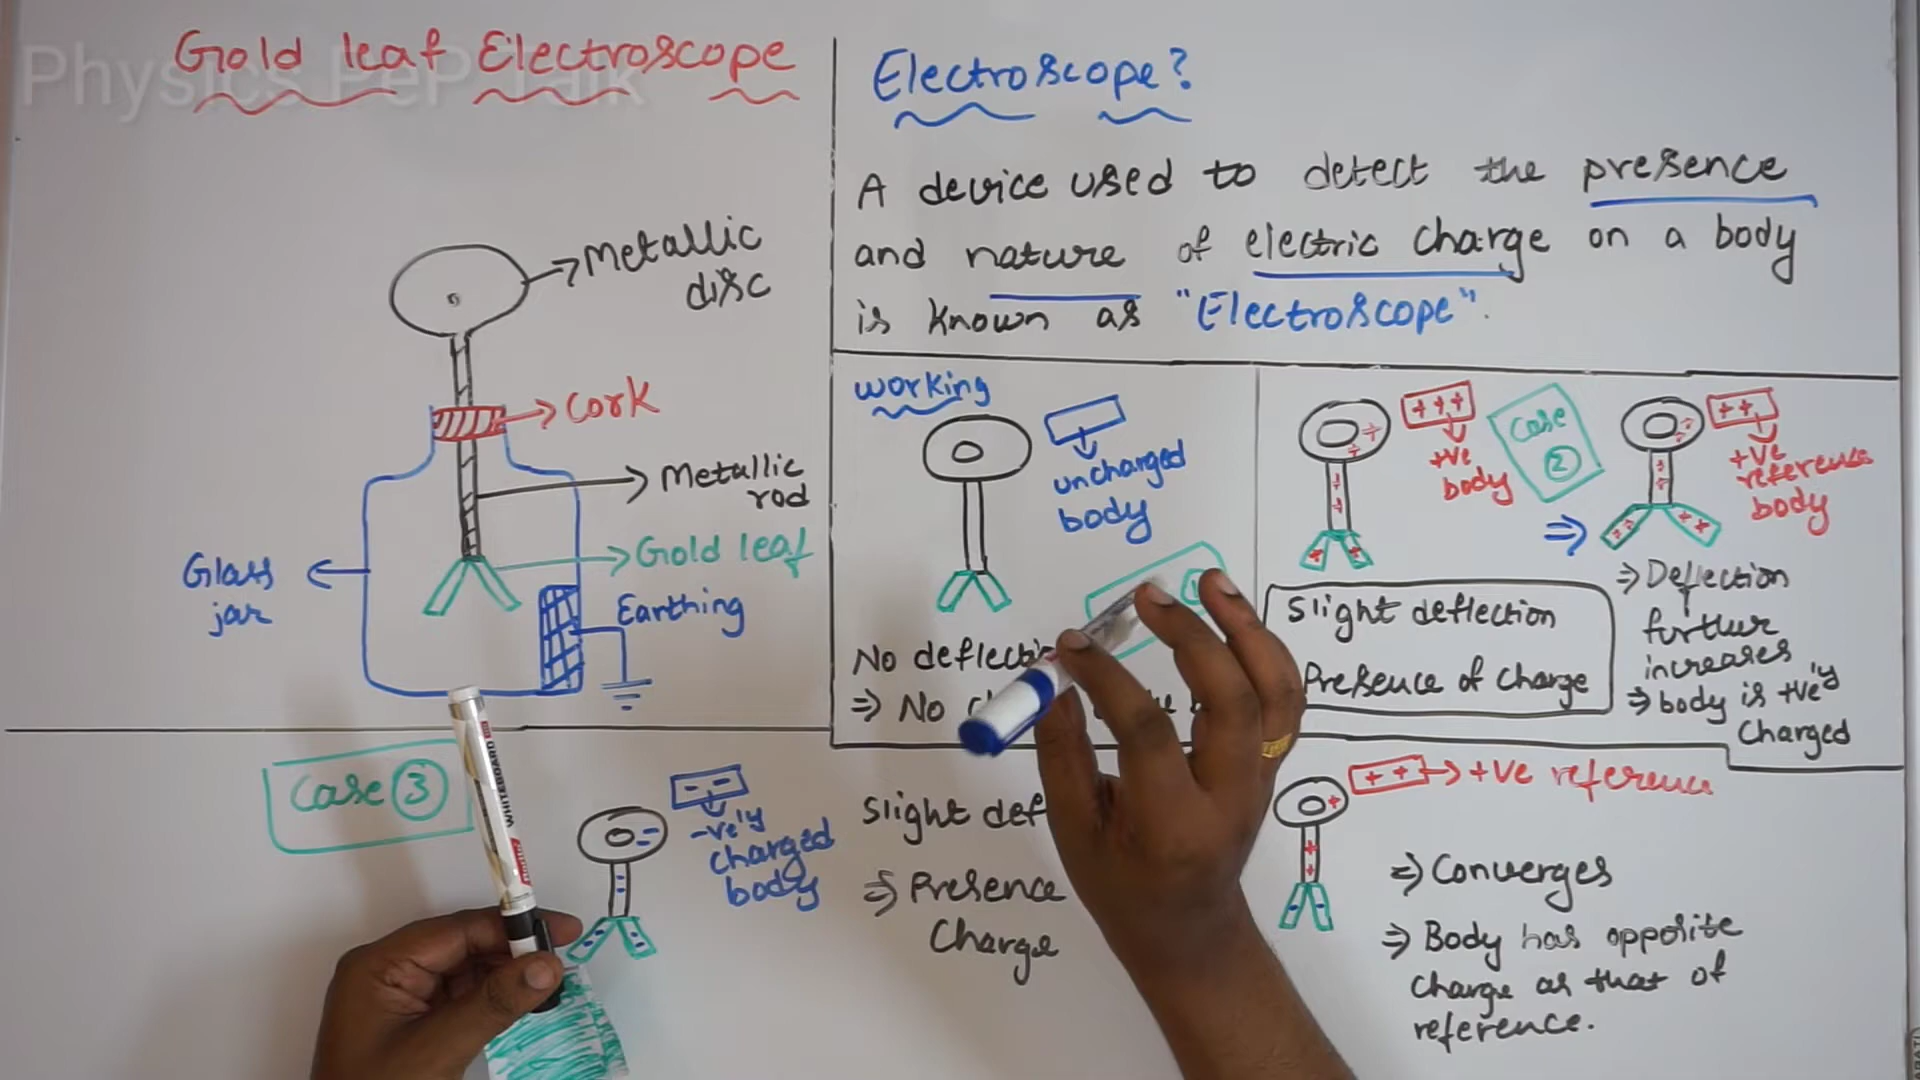 Physics PeP Talk
Gold leaf Electroscope
Metallic
disc
Cork
Metallic
rod
Gold leaf
Glass
jar
Earthing
Electroscope?
A device used to detect the presence
and nature of electric charge on a body
is known as "Electroscope".
working
uncharged
body
No
⇒ No
+++
+ve
body
Case
②
++
+ve
reference
body
⇒
Slight deflection
Presence of charge
⇒ Deflection
further
increases
⇒ body is +ve'ly
Charged
Case ③
- -
-ve'ly
charged
body
Slight
⇒ Presence
Charge
++ → +ve reference
⇒ Converges
⇒ Body has opposite
Charge as that of
reference.
WHITEBOARD